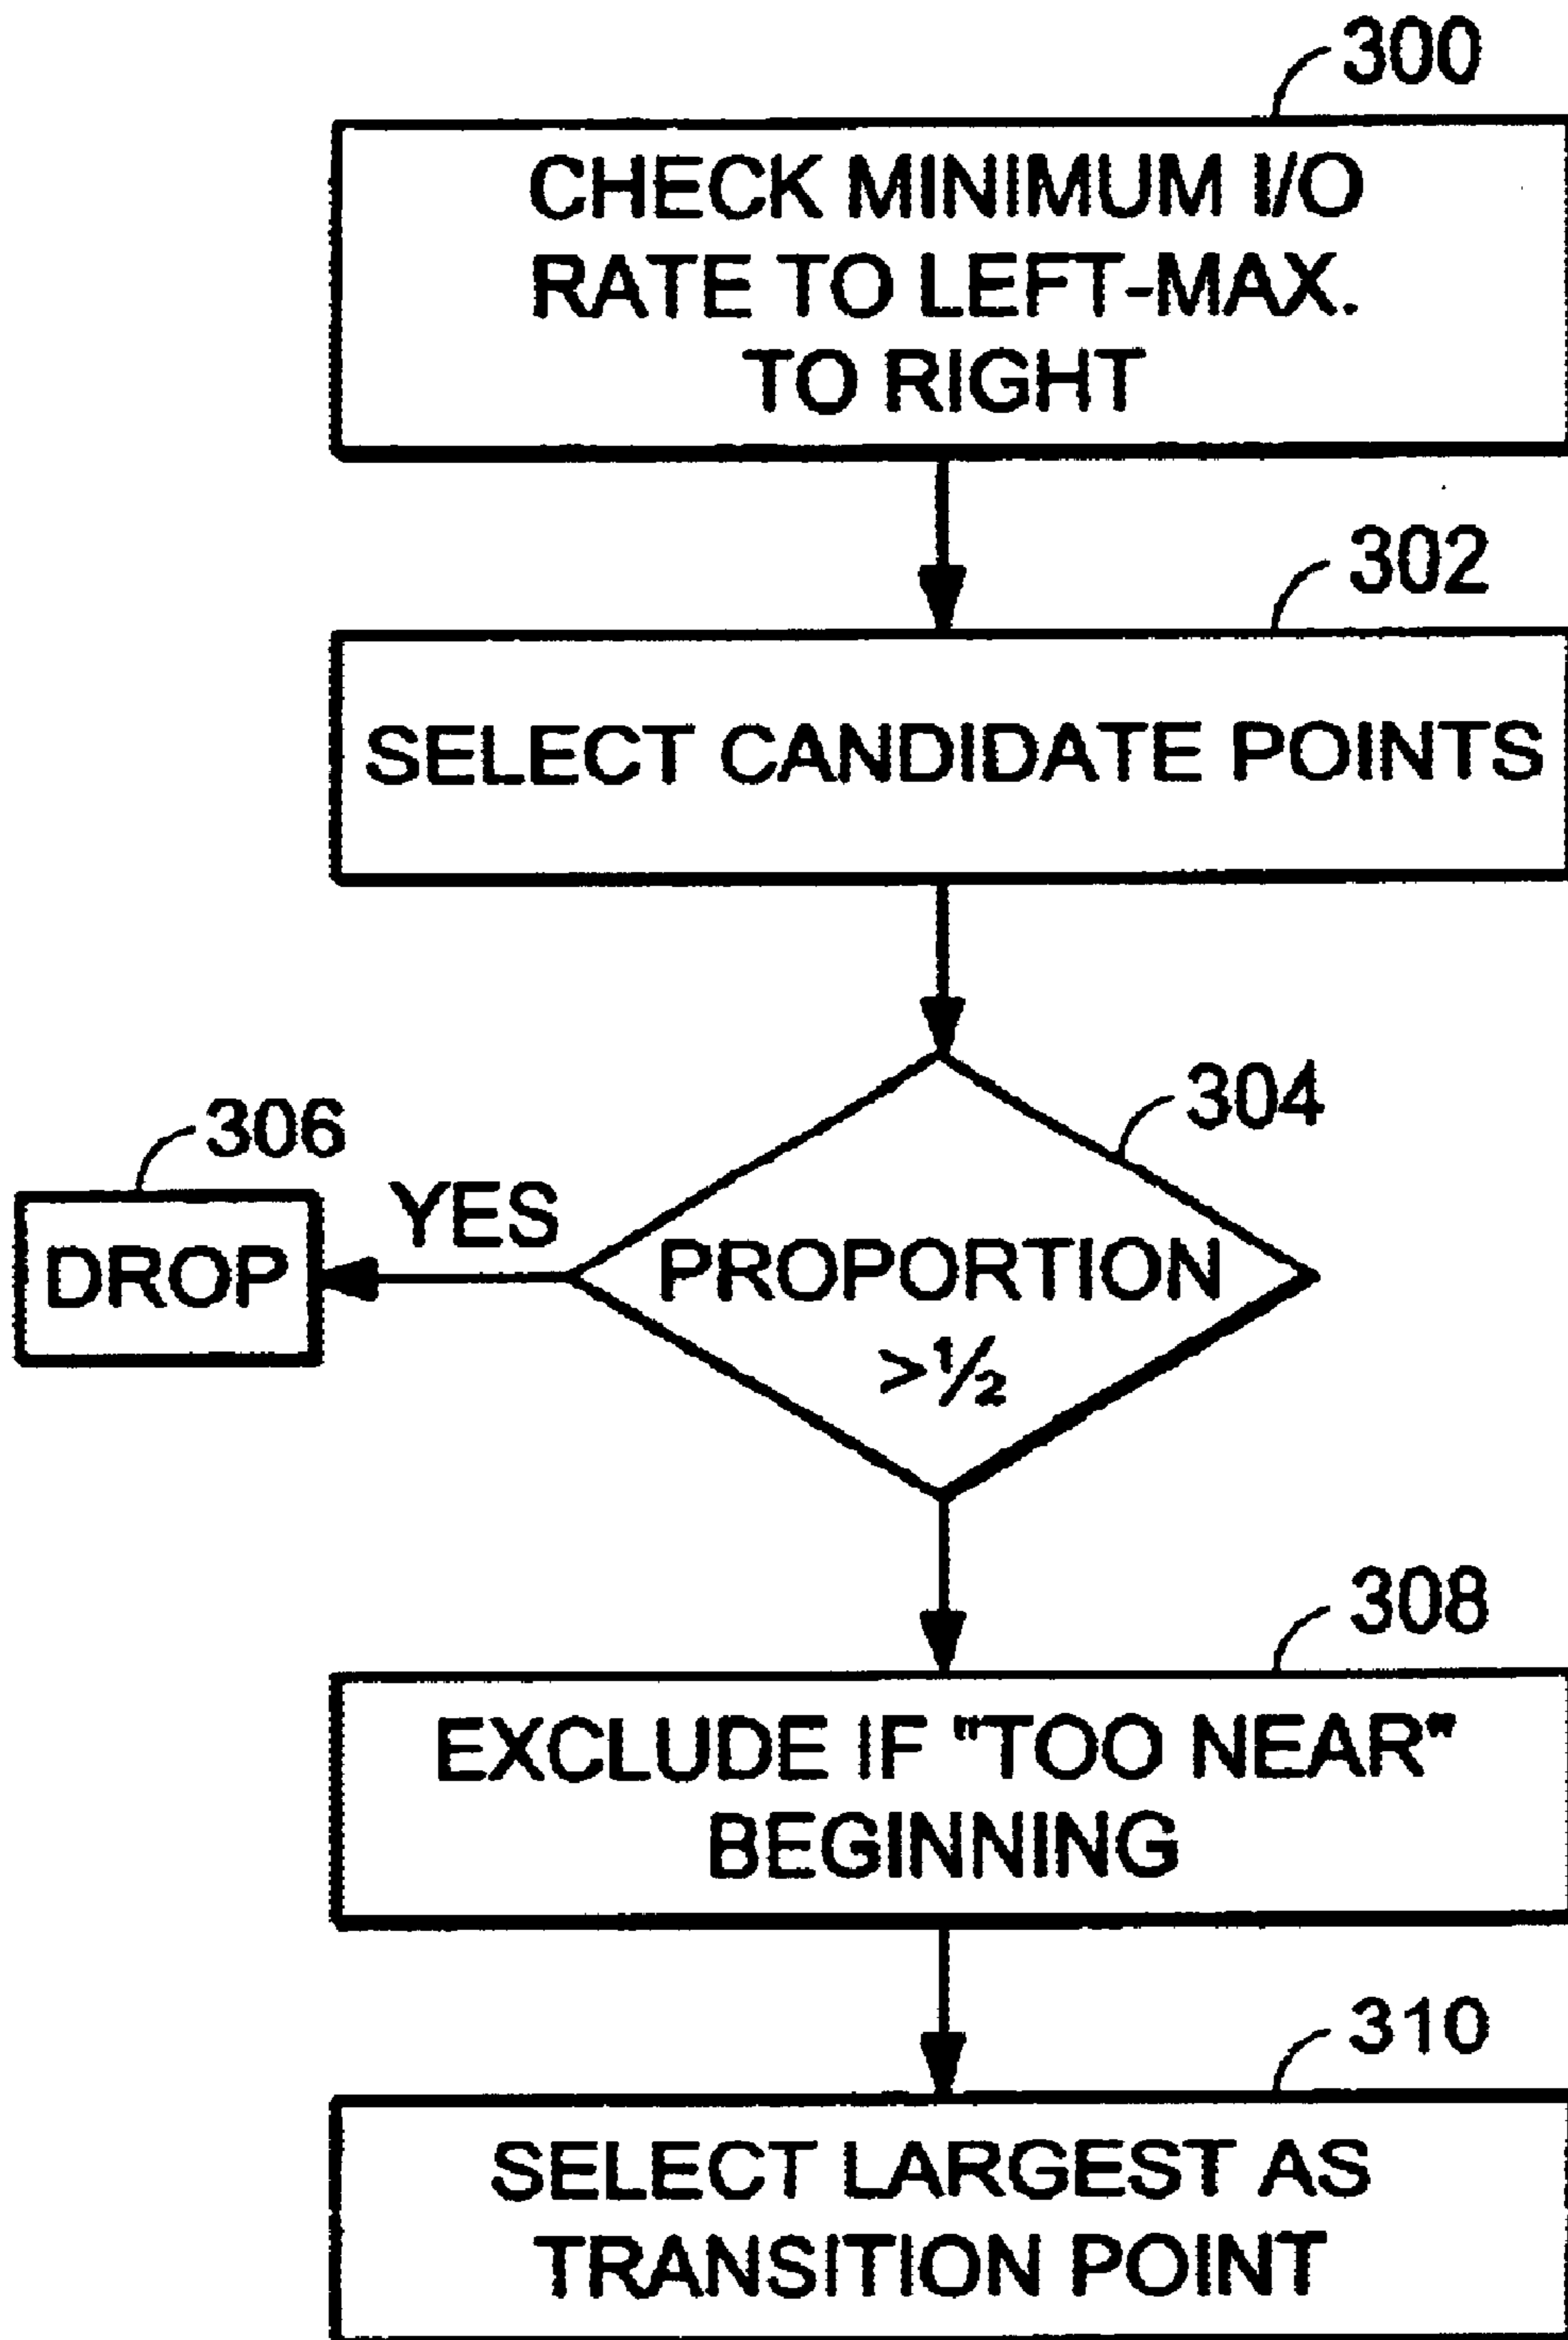 300
CHECK MINIMUM I/O
RATE TO LEFT-MAX.
TO RIGHT
302
SELECT CANDIDATE POINTS
304
306
YES
DROP
PROPORTION
>½
308
EXCLUDE IF "TOO NEAR"
BEGINNING
310
SELECT LARGEST AS
TRANSITION POINT